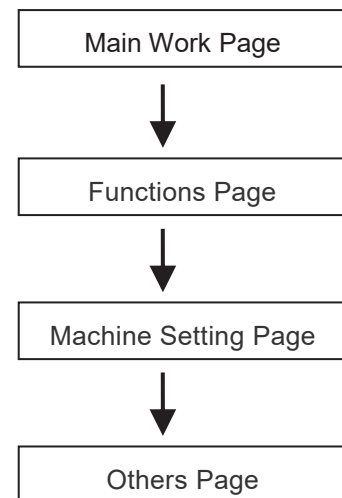 Main Work Page
Functions Page
Machine Setting Page
Others Page